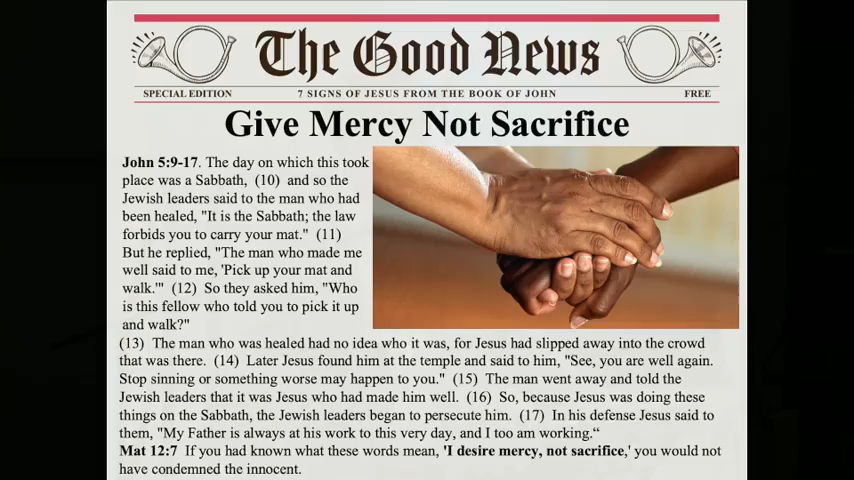 The Good News
SPECIAL EDITION 7 SIGNS OF JESUS FROM THE BOOK OF JOHN FREE
Give Mercy Not Sacrifice
John 5:9-17. The day on which this took
place was a Sabbath, (10) and so the
Jewish leaders said to the man who had
been healed, "It is the Sabbath; the law
forbids you to carry your mat." (11)
But he replied, "The man who made me
well said to me, 'Pick up your mat and
walk.'" (12) So they asked him, "Who
is this fellow who told you to pick it up
and walk?"
(13) The man who was healed had no idea who it was, for Jesus had slipped away into the crowd
that was there. (14) Later Jesus found him at the temple and said to him, "See, you are well again.
Stop sinning or something worse may happen to you." (15) The man went away and told the
Jewish leaders that it was Jesus who had made him well. (16) So, because Jesus was doing these
things on the Sabbath, the Jewish leaders began to persecute him. (17) In his defense Jesus said to
them, "My Father is always at his work to this very day, and I too am working.“
Mat 12:7 If you had known what these words mean, 'I desire mercy, not sacrifice,' you would not
have condemned the innocent.